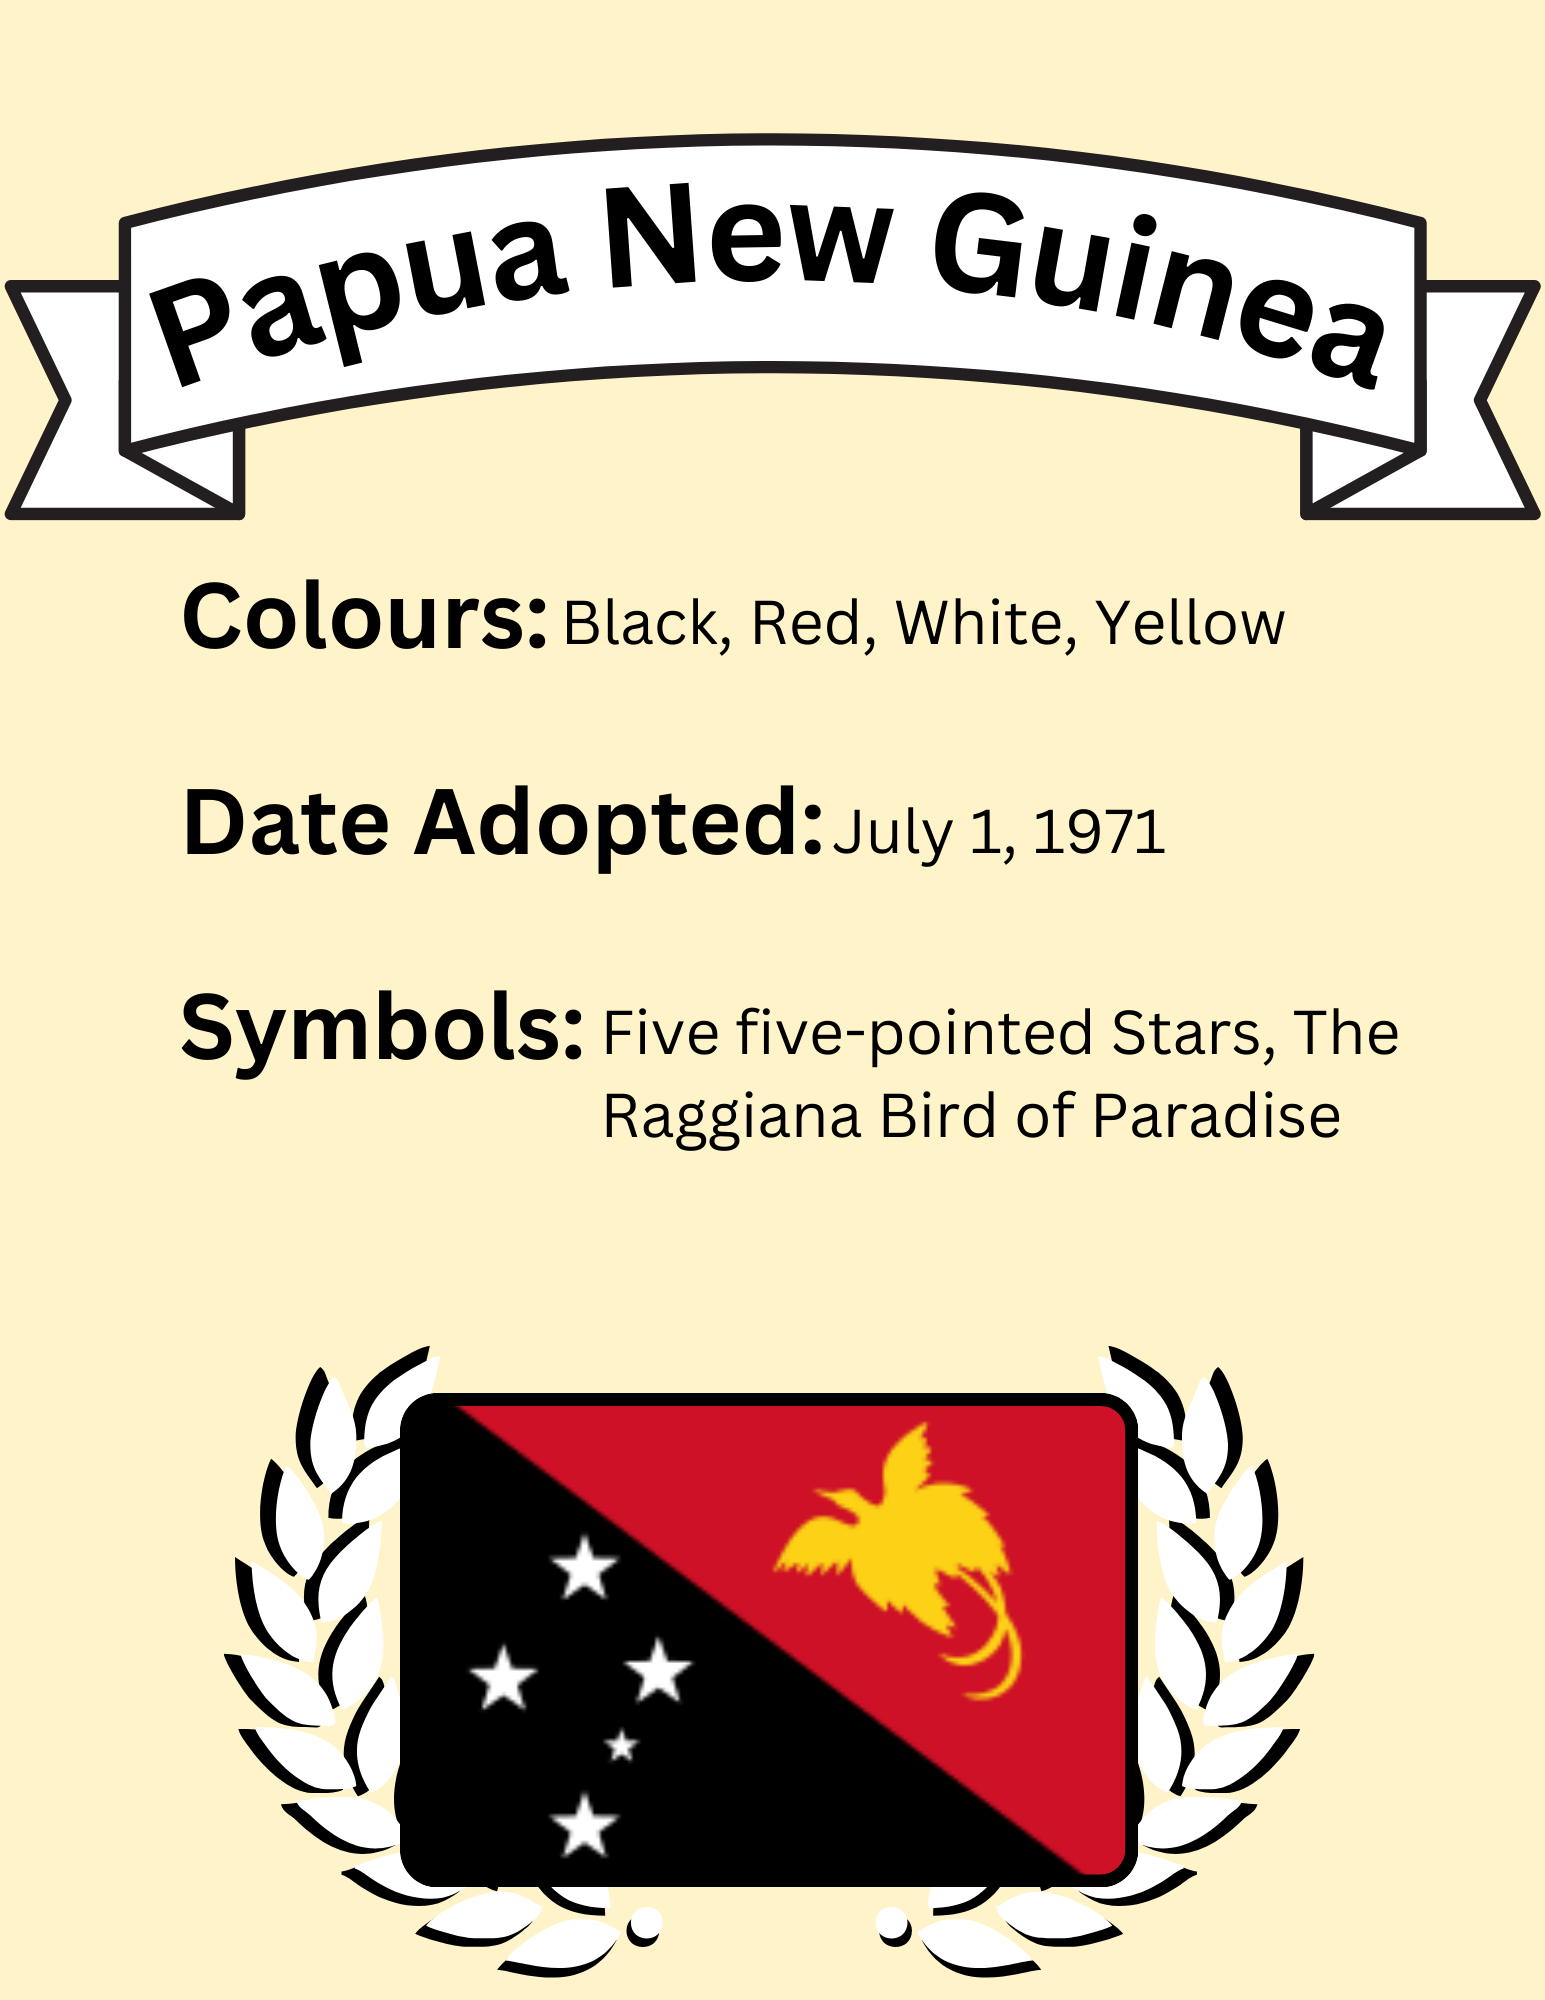 Papua New Guinea
Colours: Black, Red, White, Yellow
Date Adopted: July 1, 1971
Symbols: Five five-pointed Stars, The
Raggiana Bird of Paradise